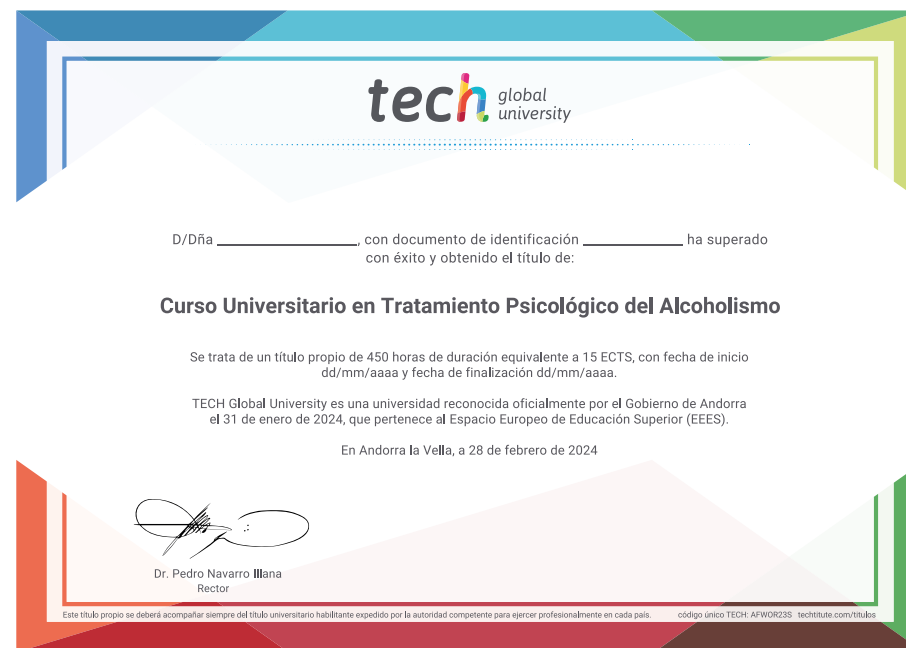 tech global university
D/Dña ______________, con documento de identificación __________ ha superado
con éxito y obtenido el título de:
Curso Universitario en Tratamiento Psicológico del Alcoholismo
Se trata de un título propio de 450 horas de duración equivalente a 15 ECTS, con fecha de inicio
dd/mm/aaaa y fecha de finalización dd/mm/aaaa.
TECH Global University es una universidad reconocida oficialmente por el Gobierno de Andorra
el 31 de enero de 2024, que pertenece al Espacio Europeo de Educación Superior (EEES).
En Andorra la Vella, a 28 de febrero de 2024
Dr. Pedro Navarro Illana
Rector
Este título propio se deberá acompañar siempre del título universitario habilitante expedido por la autoridad competente para ejercer profesionalmente en cada país. código único TECH: AFWOR23S techtitute.com/titulos